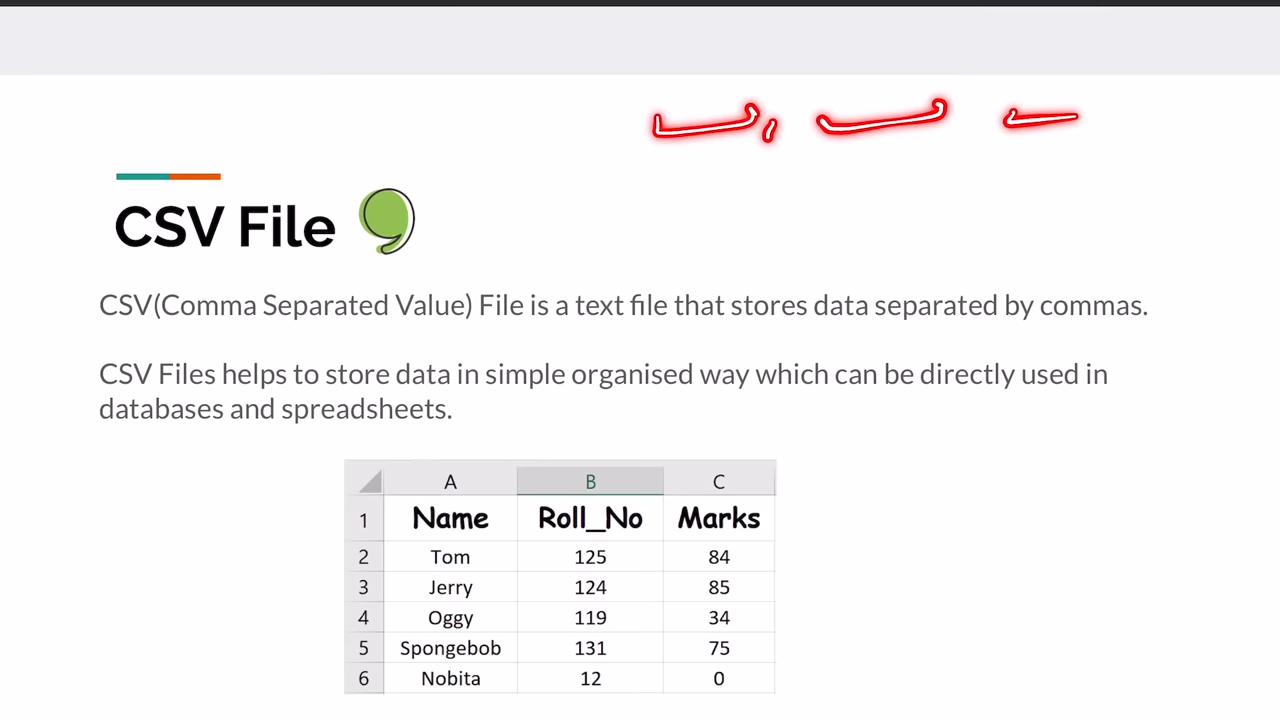 CSV File
CSV(Comma Separated Value) File is a text file that stores data separated by commas.
CSV Files helps to store data in simple organised way which can be directly used in
databases and spreadsheets.
A B C
1 Name Roll_No Marks
2 Tom 125 84
3 Jerry 124 85
4 Oggy 119 34
5 Spongebob 131 75
6 Nobita 12 0